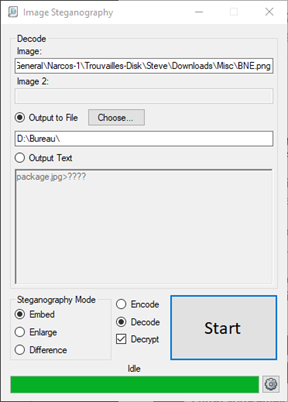 Image Steganography
Decode
Image:
General\Narcos-1\Trouvailles-Disk\Steve\Downloads\Misc\BNE.png
Image 2:
Output to File
Choose...
D:\Bureau\
Output Text
package.jpg>????
Steganography Mode
Embed
Enlarge
Difference
Encode
Decode
Decrypt
Start
Idle